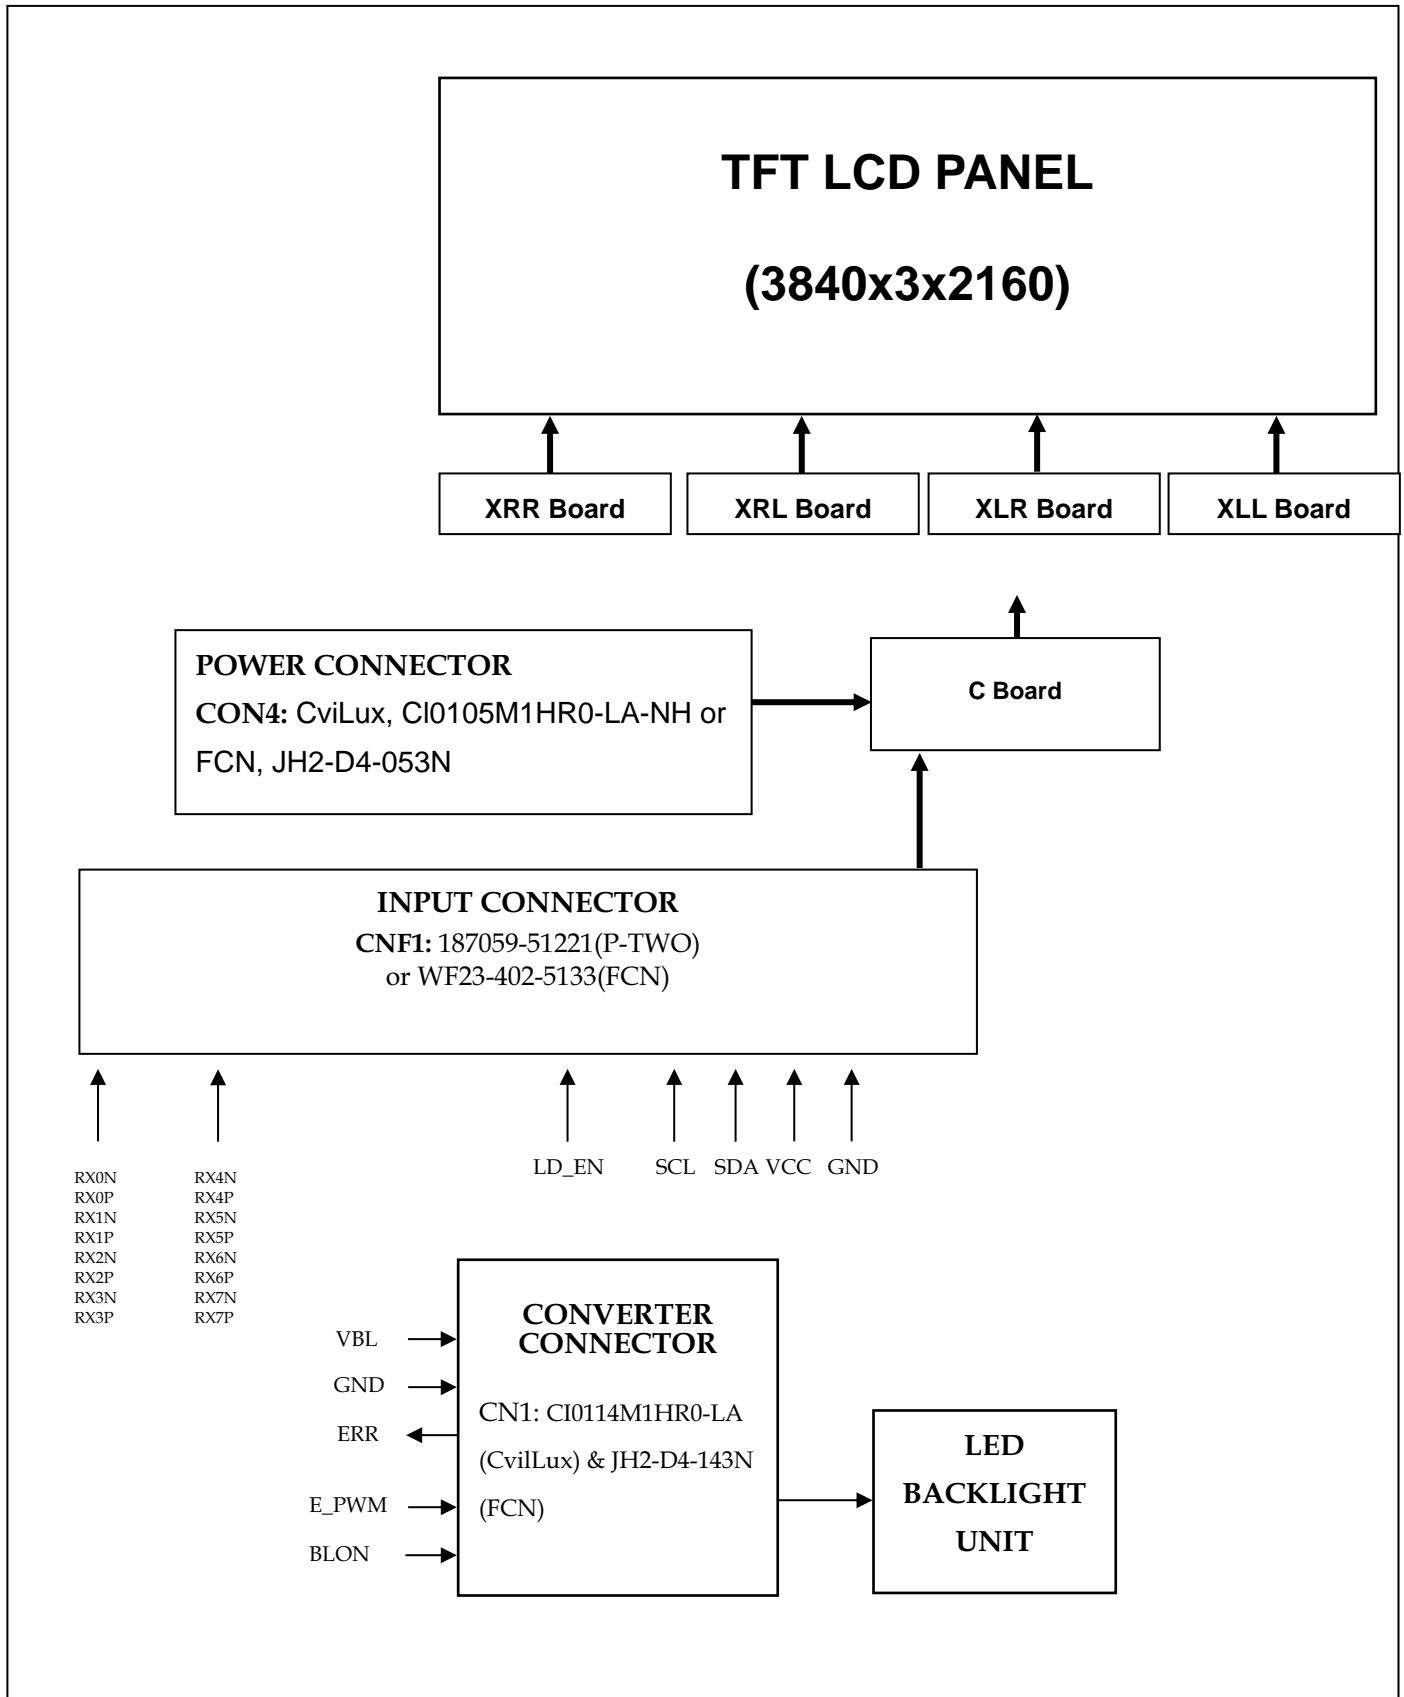 TFT LCD PANEL
(3840x3x2160)
XRR Board
XRL Board
XLR Board
XLL Board
POWER CONNECTOR
CON4: CviLux, CI0105M1HR0-LA-NH or
FCN, JH2-D4-053N
C Board
INPUT CONNECTOR
CNF1: 187059-51221(P-TWO)
or WF23-402-5133(FCN)
RX0N
RX0P
RX1N
RX1P
RX2N
RX2P
RX3N
RX3P
RX4N
RX4P
RX5N
RX5P
RX6N
RX6P
RX7N
RX7P
LD_EN
SCL
SDA
VCC
GND
VBL
GND
ERR
E_PWM
BLON
CONVERTER
CONNECTOR
CN1: CI0114M1HR0-LA
(CvilLux) & JH2-D4-143N
(FCN)
LED
BACKLIGHT
UNIT